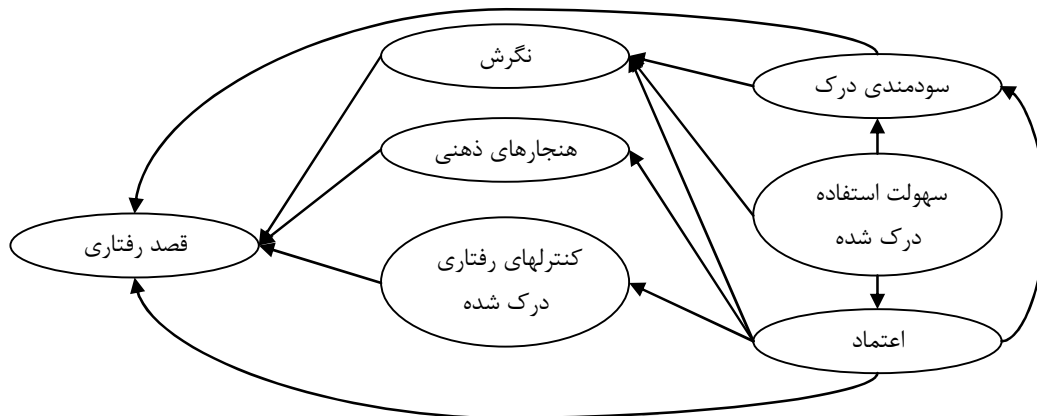 نگرش
سودمندی درک
هنجارهای ذهنی
سهولت استفاده
درک شده
قصد رفتاری
کنترلهای رفتاری
درک شده
اعتماد